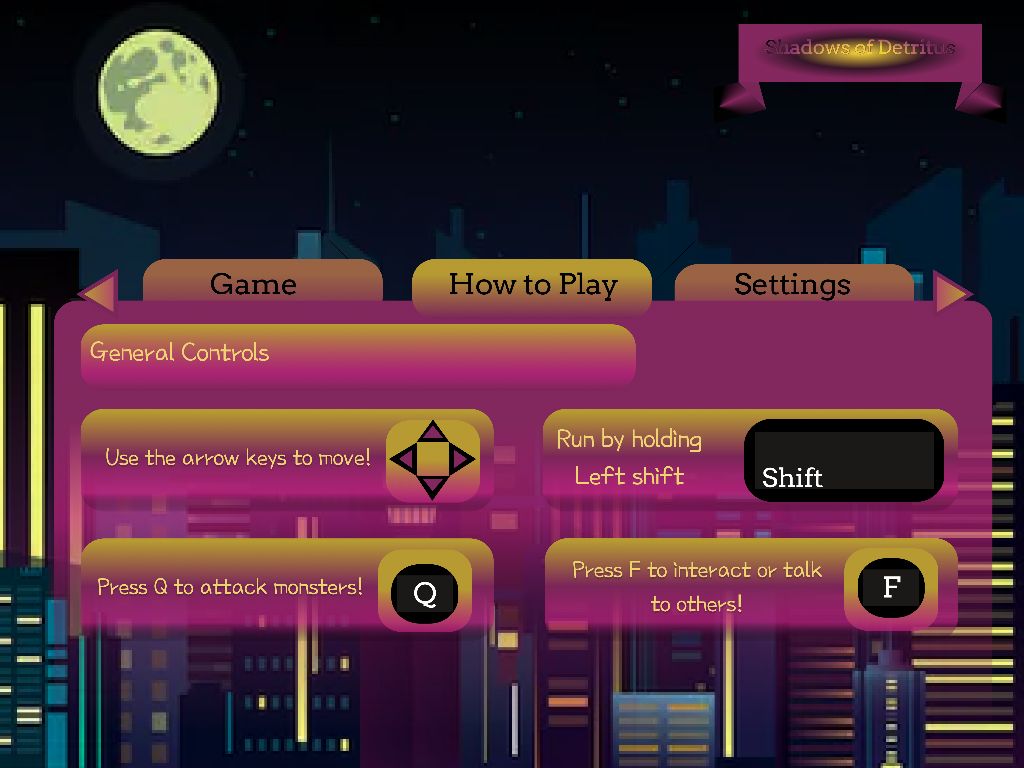 Shadows of Detritus
Game
How to Play
Settings
General Controls
Use the arrow keys to move!
Run by holding
Left shift
Shift
Press Q to attack monsters!
Q
Press F to interact or talk
to others!
F